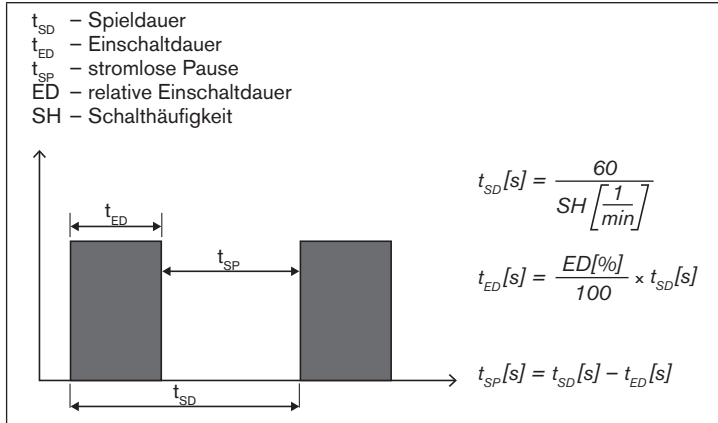 t_SD – Spieldauer
t_ED – Einschaltdauer
t_SP – stromlose Pause
ED – relative Einschaltdauer
SH – Schalthäufigkeit
t_ED
t_SP
t_SD
t_SD[s] = 60 / SH [1/min]
t_ED[s] = ED[%] / 100 × t_SD[s]
t_SP[s] = t_SD[s] – t_ED[s]